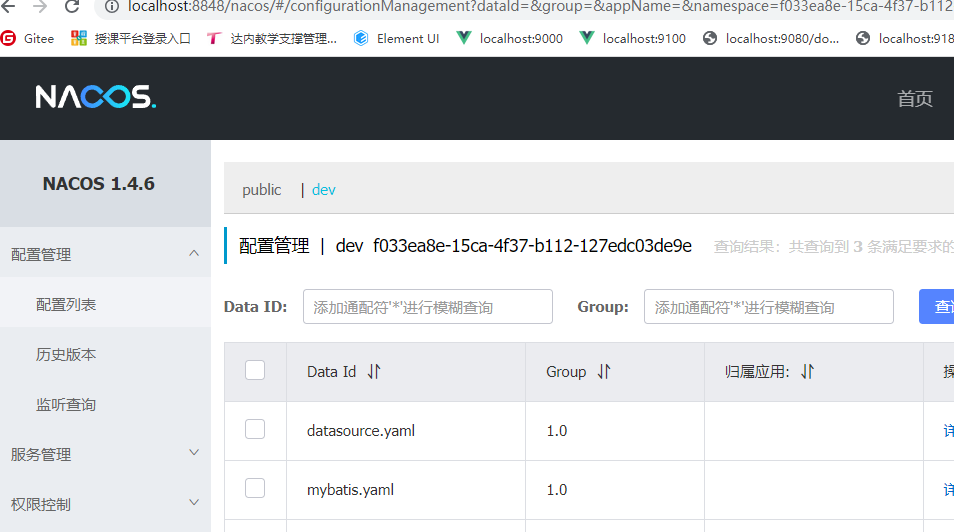 localhost:8848/nacos/#/configurationManagement?dataId=&group=&appName=&namespace=f033ea8e-15ca-4f37-b112
Gitee 授课平台登录入口 达内教学支撑管理... Element UI localhost:9000 localhost:9100 localhost:9080/do... localhost:918
NACOS.
首页
NACOS 1.4.6
public | dev
配置管理
配置管理 | dev f033ea8e-15ca-4f37-b112-127edc03de9e 查询结果：共查询到 3 条满足要求的
配置列表
Data ID: 添加通配符'*'进行模糊查询 Group: 添加通配符'*'进行模糊查询
历史版本
Data Id Group 归属应用:
监听查询
datasource.yaml 1.0 详
服务管理
mybatis.yaml 1.0 详
权限控制